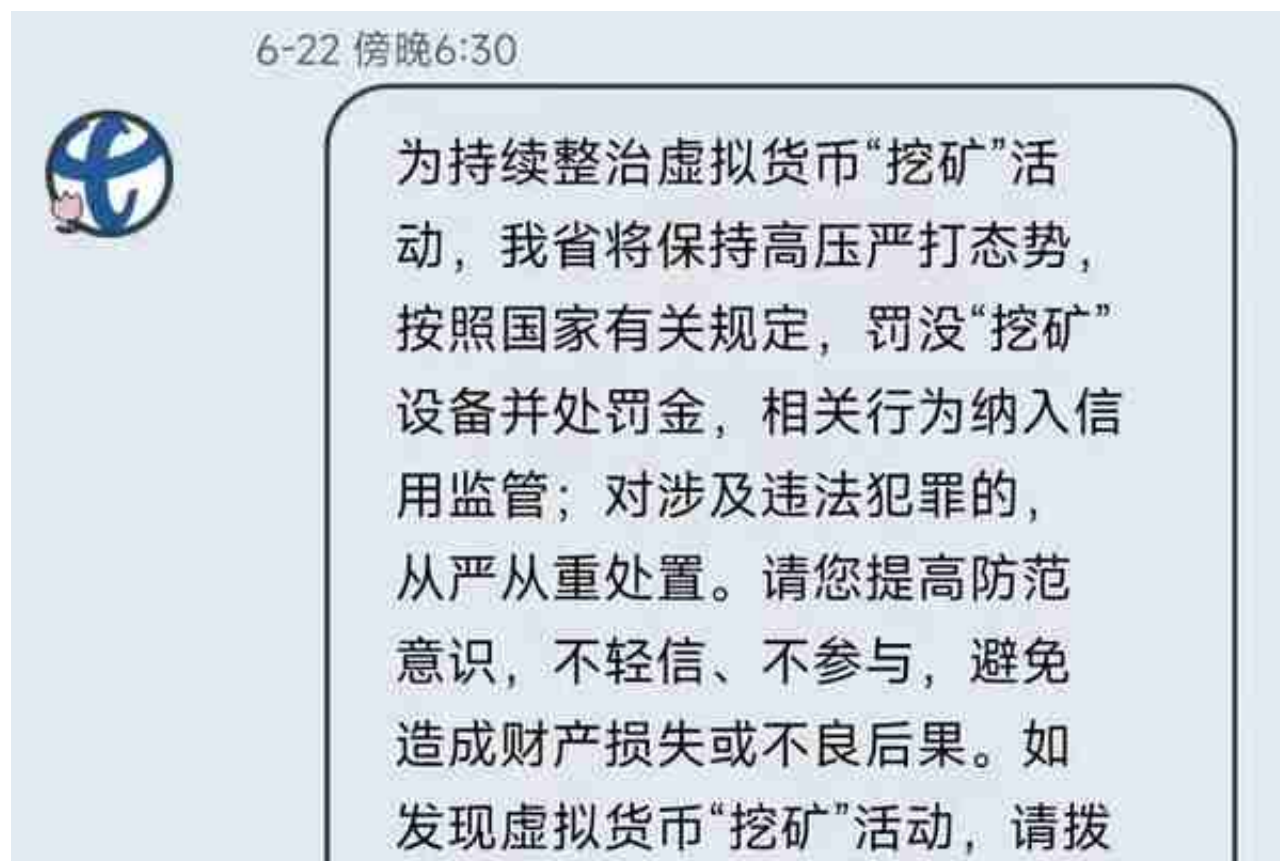 6-22 傍晚6:30
为持续整治虚拟货币“挖矿”活
动，我省将保持高压严打态势，
按照国家有关规定，罚没“挖矿”
设备并处罚金，相关行为纳入信
用监管；对涉及违法犯罪的，
从严从重处置。请您提高防范
意识，不轻信、不参与，避免
造成财产损失或不良后果。如
发现虚拟货币“挖矿”活动，请拨